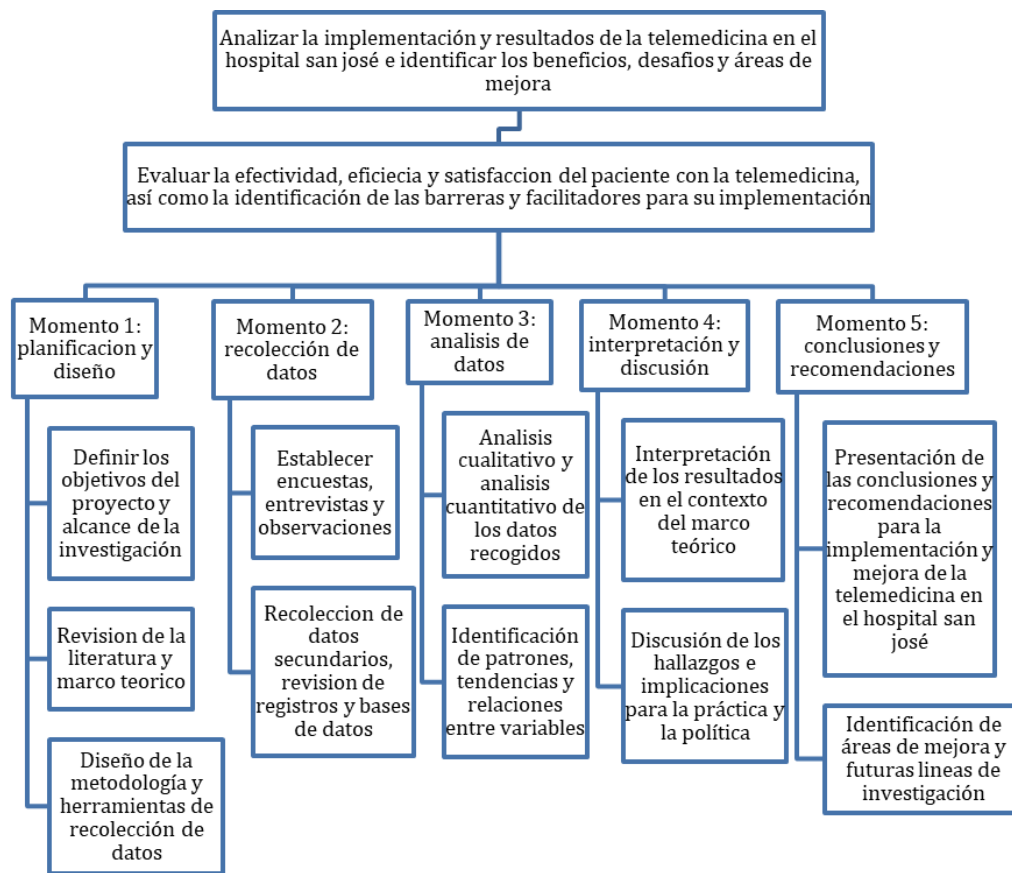 Analizar la implementación y resultados de la telemedicina en el
hospital san josé e identificar los beneficios, desafios y áreas de
mejora
Evaluar la efectividad, eficiecia y satisfaccion del paciente con la telemedicina,
así como la identificación de las barreras y facilitadores para su implementación
Momento 1:
planificacion y
diseño
Definir los
objetivos del
proyecto y
alcance de la
investigación
Revision de la
literatura y
marco teorico
Diseño de la
metodología y
herramientas de
recolección de
datos
Momento 2:
recolección de
datos
Establecer
encuestas,
entrevistas y
observaciones
Recoleccion de
datos
secundarios,
revision de
registros y bases
de datos
Momento 3:
analisis de
datos
Analisis
cualitativo y
analisis
cuantitativo de
los datos
recogidos
Identificación
de patrones,
tendencias y
relaciones
entre variables
Momento 4:
interpretación y
discusión
Interpretación
de los resultados
en el contexto
del marco
teórico
Discusión de los
hallazgos e
implicaciones
para la práctica y
la política
Momento 5:
conclusiones y
recomendaciones
Presentación de
las conclusiones y
recomendaciones
para la
implementación y
mejora de la
telemedicina en
el hospital san
josé
Identificación de
áreas de mejora y
futuras lineas de
investigación